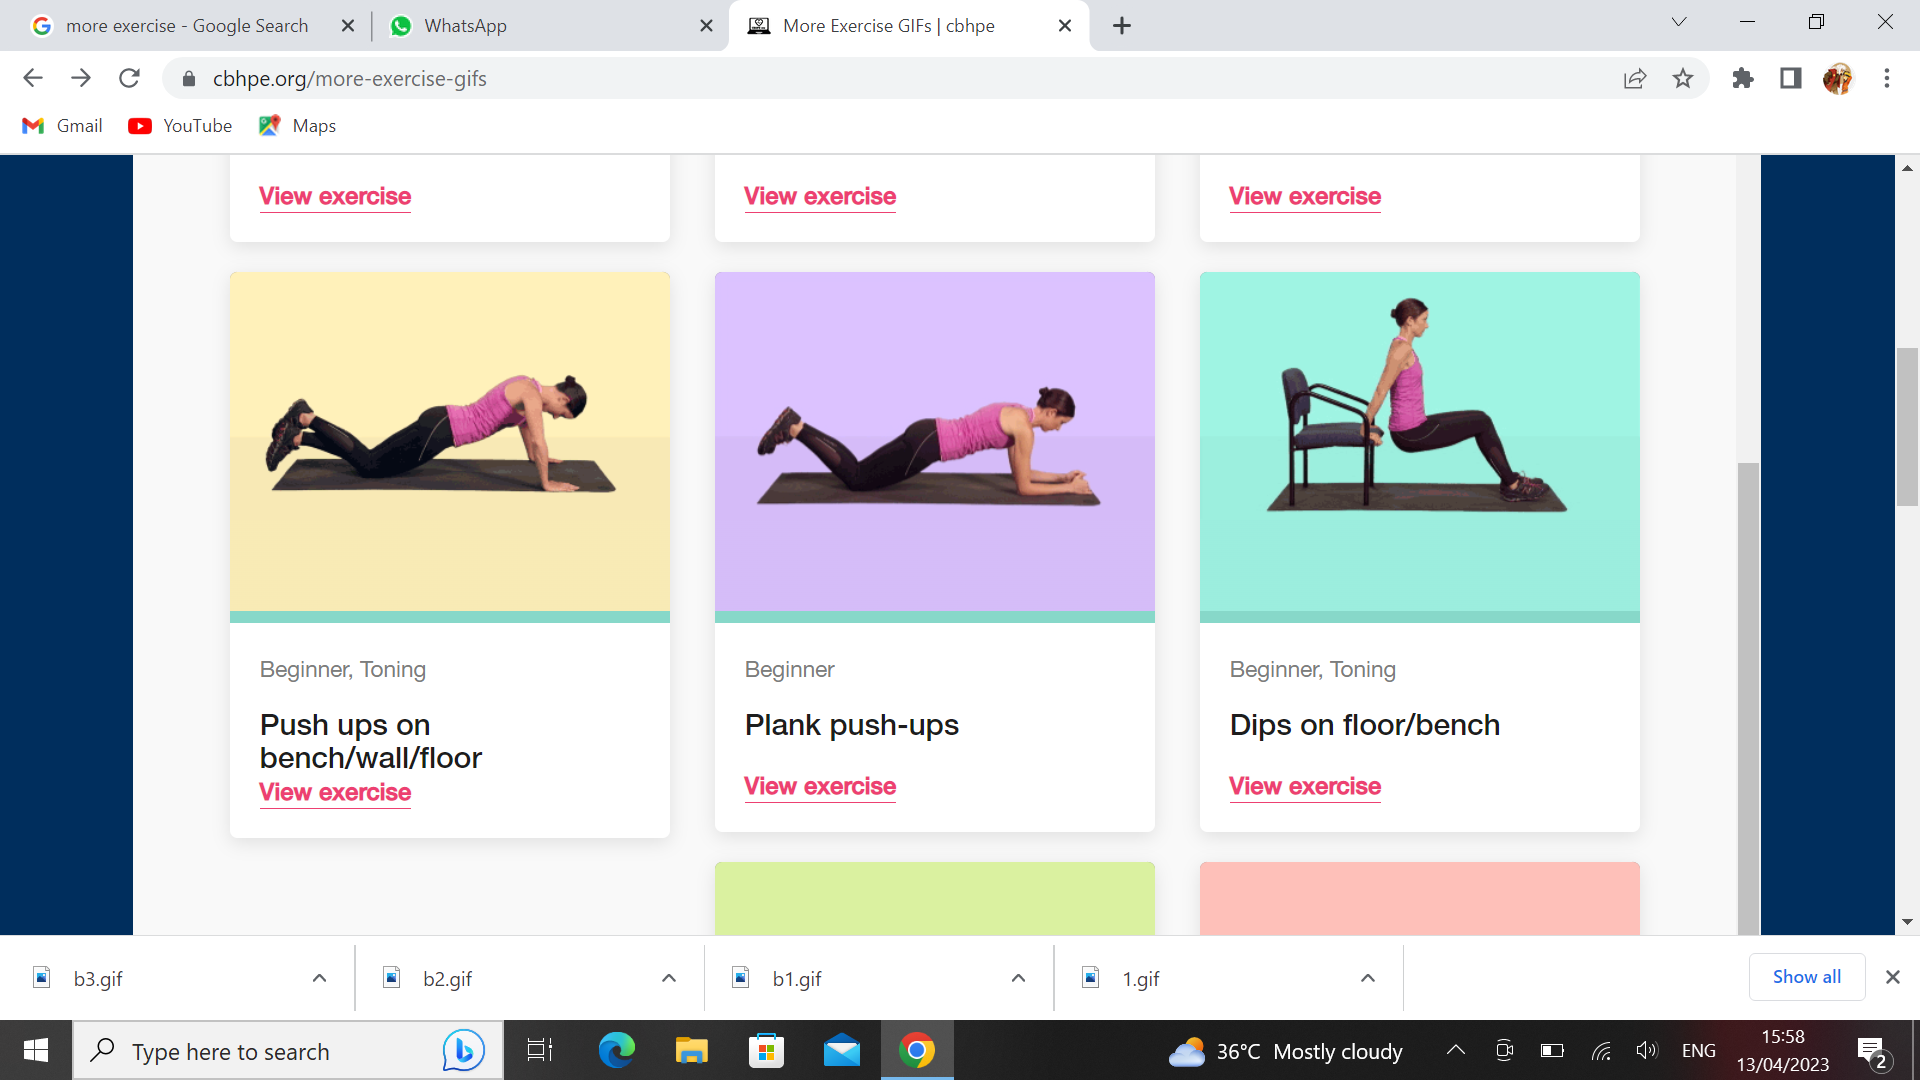 more exercise - Google Search
WhatsApp
More Exercise GIFs | cbhpe
cbhpe.org/more-exercise-gifs
Gmail
YouTube
Maps
View exercise
View exercise
View exercise
Beginner, Toning
Push ups on
bench/wall/floor
View exercise
Beginner
Plank push-ups
View exercise
Beginner, Toning
Dips on floor/bench
View exercise
b3.gif
b2.gif
b1.gif
1.gif
Show all
Type here to search
36°C Mostly cloudy
ENG
15:58
13/04/2023
2